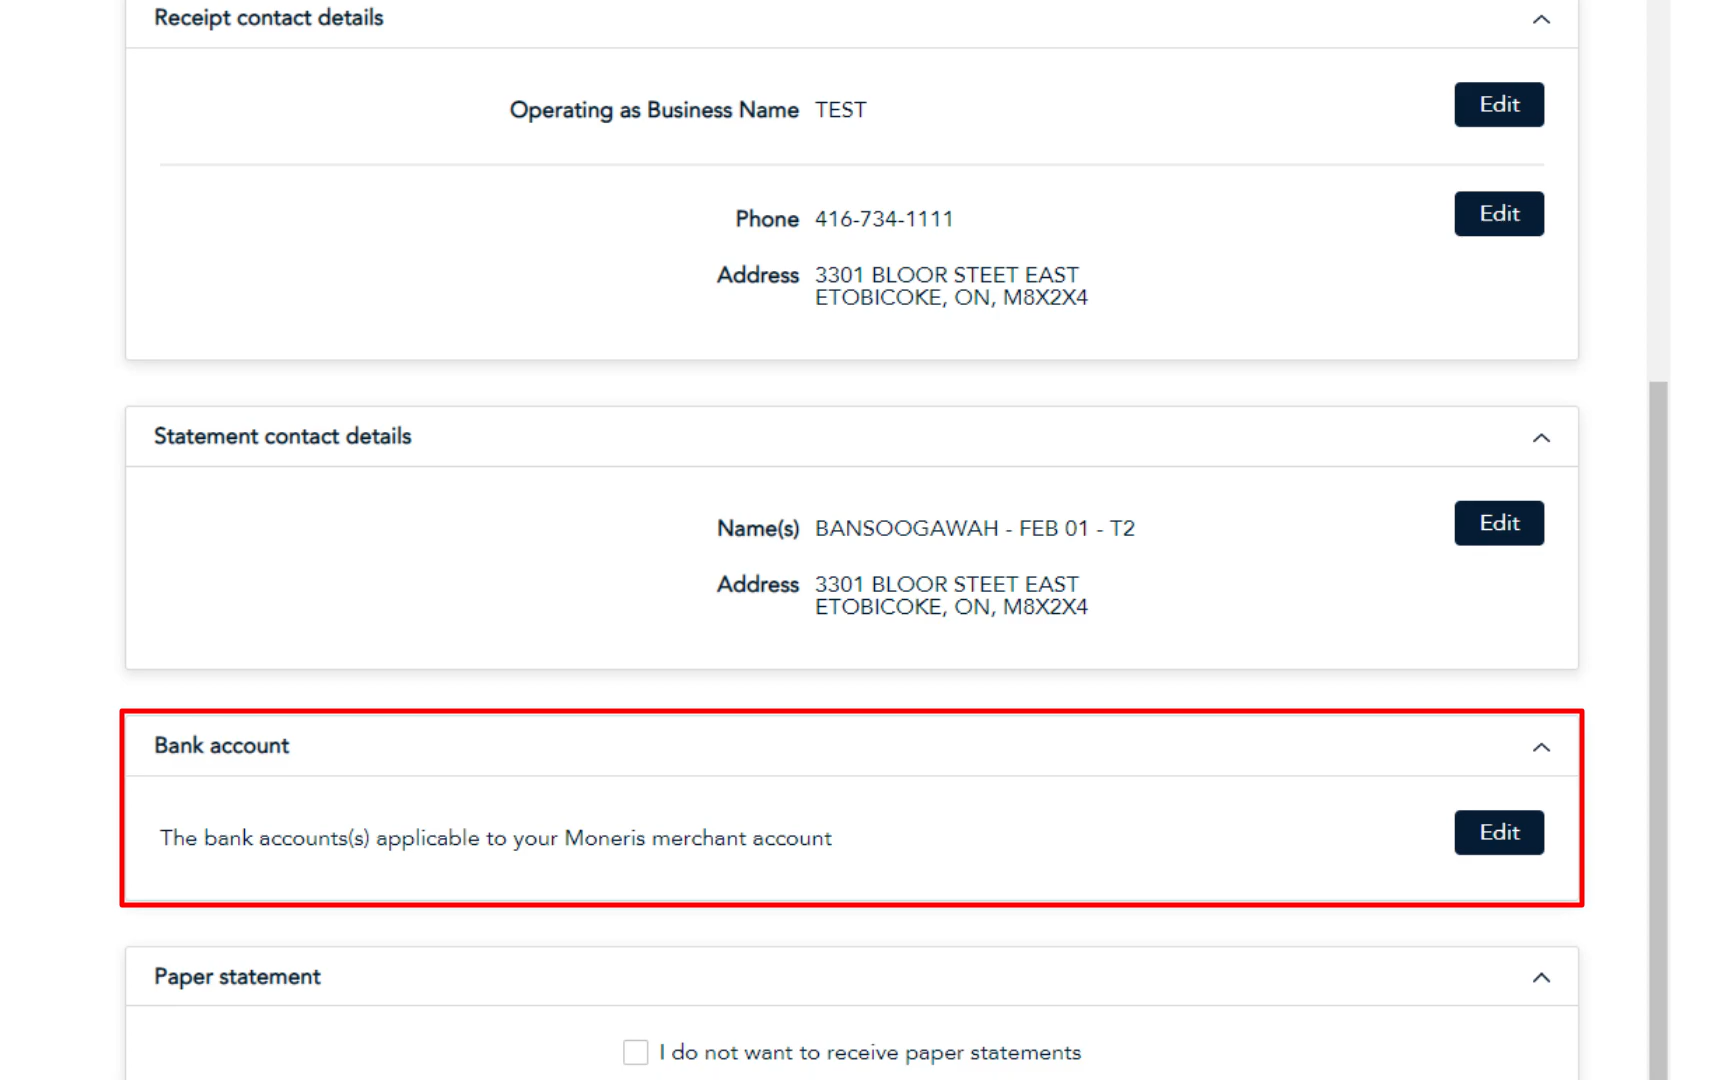 Receipt contact details
Operating as Business Name TEST
Edit
Phone 416-734-1111
Edit
Address 3301 BLOOR STEET EAST
ETOBICOKE, ON, M8X2X4
Statement contact details
Name(s) BANSOOGAWAH - FEB 01 - T2
Edit
Address 3301 BLOOR STEET EAST
ETOBICOKE, ON, M8X2X4
Bank account
The bank accounts(s) applicable to your Moneris merchant account
Edit
Paper statement
I do not want to receive paper statements